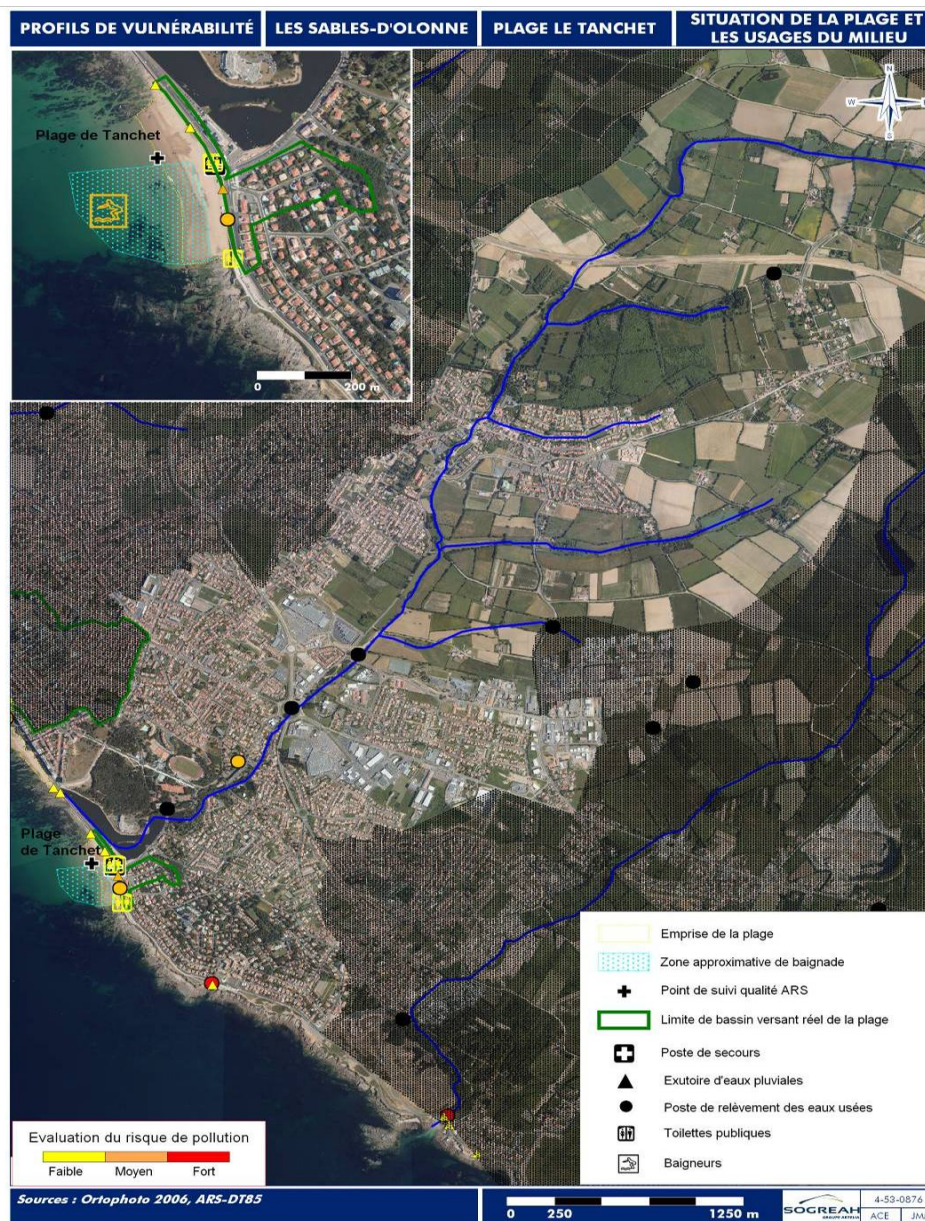 PROFILS DE VULNÉRABILITÉ
LES SABLES-D'OLONNE
PLAGE LE TANCHET
SITUATION DE LA PLAGE ET
LES USAGES DU MILIEU
Plage de Tanchet
0
200 m
N
W
S
Plage
de Tanchet
Emprise de la plage
Zone approximative de baignade
Point de suivi qualité ARS
Limite de bassin versant réel de la plage
Poste de secours
Exutoire d'eaux pluviales
Poste de relèvement des eaux usées
Toilettes publiques
Baigneurs
Evaluation du risque de pollution
Faible
Moyen
Fort
Sources : Ortophoto 2006, ARS-DT85
0
250
1250 m
SOGREAH
GROUPE ARTELIA
4-53-0876
ACE